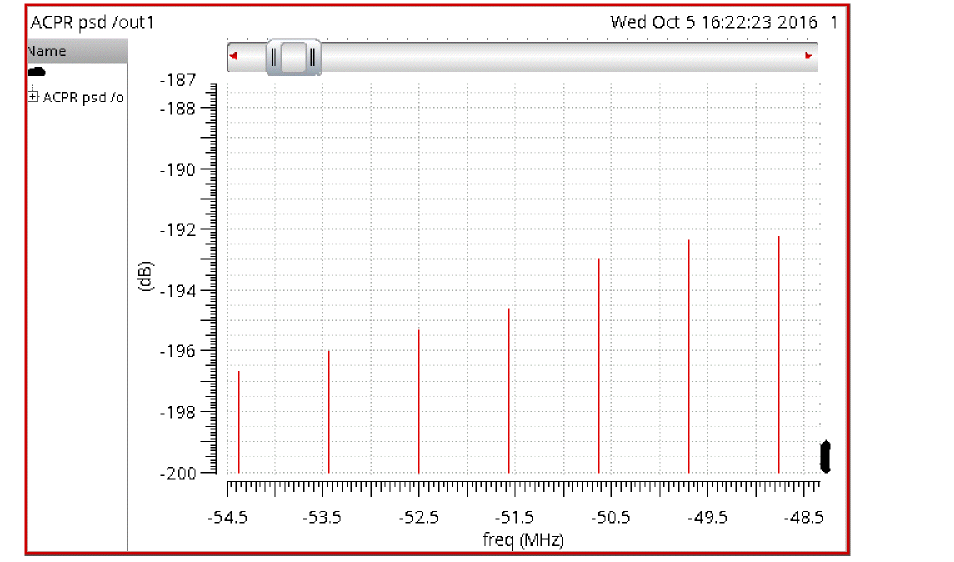 ACPR psd /out1
Wed Oct 5 16:22:23 2016 1
Name
ACPR psd /o
-187
-188
-190
-192
-194
-196
-198
-200
(dB)
-54.5 -53.5 -52.5 -51.5 -50.5 -49.5 -48.5
freq (MHz)